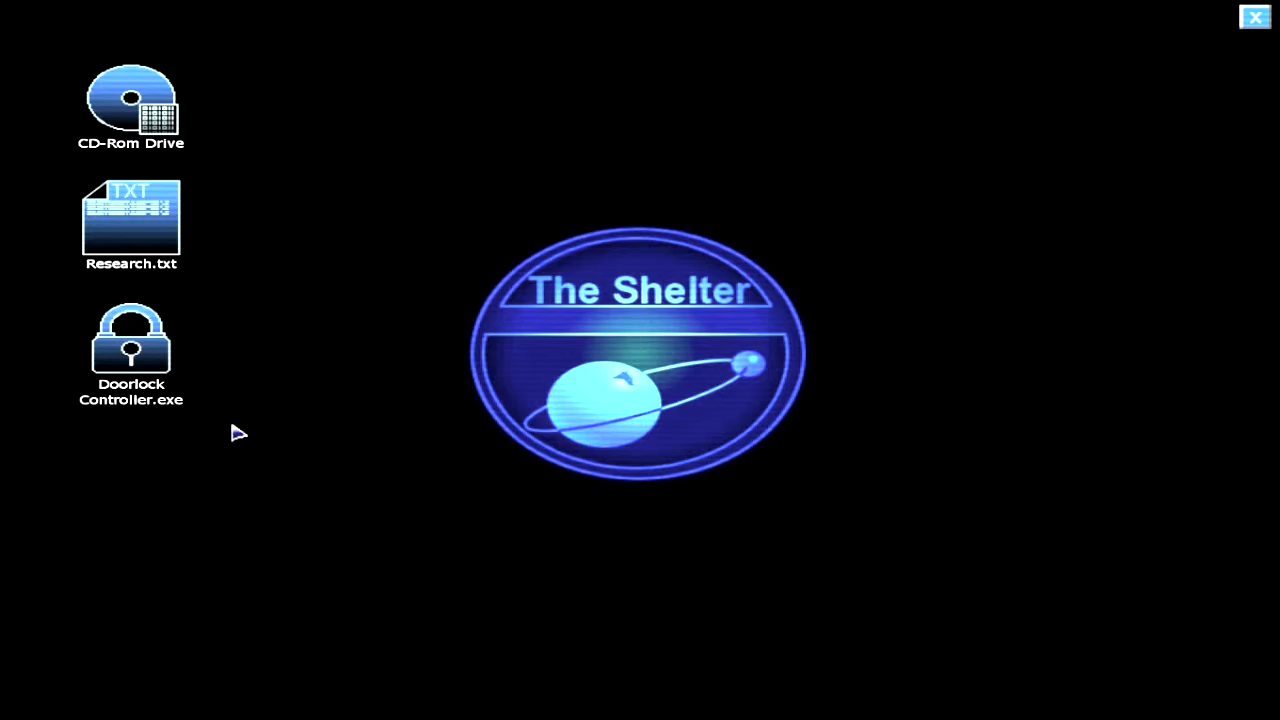 CD-Rom Drive
TXT
Research.txt
Doorlock
Controller.exe
The Shelter
X